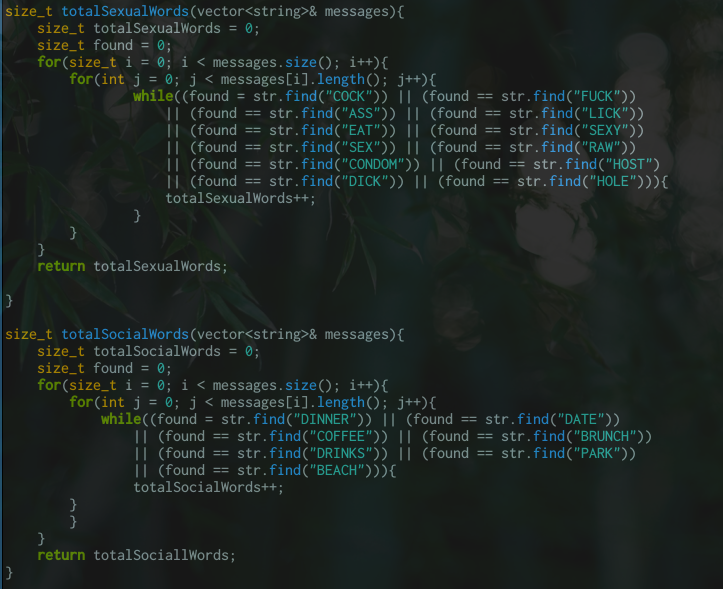 size_t totalSexualWords(vector<string>& messages){
    size_t totalSexualWords = 0;
    size_t found = 0;
    for(size_t i = 0; i < messages.size(); i++){
        for(int j = 0; j < messages[i].length(); j++){
                while((found = str.find("COCK")) || (found == str.find("FUCK"))
                    || (found == str.find("ASS")) || (found == str.find("LICK"))
                    || (found == str.find("EAT")) || (found == str.find("SEXY"))
                    || (found == str.find("SEX")) || (found == str.find("RAW"))
                    || (found == str.find("CONDOM")) || (found == str.find("HOST")
                    || (found == str.find("DICK")) || (found == str.find("HOLE"))){
                    totalSexualWords++;
                }
        }
    }
    return totalSexualWords;
}
size_t totalSocialWords(vector<string>& messages){
    size_t totalSocialWords = 0;
    size_t found = 0;
    for(size_t i = 0; i < messages.size(); i++){
        for(int j = 0; j < messages[i].length(); j++){
            while((found = str.find("DINNER")) || (found == str.find("DATE"))
                || (found == str.find("COFFEE")) || (found == str.find("BRUNCH"))
                || (found == str.find("DRINKS")) || (found == str.find("PARK"))
                || (found == str.find("BEACH"))){
                totalSocialWords++;
        }
        }
    }
    return totalSociallWords;
}